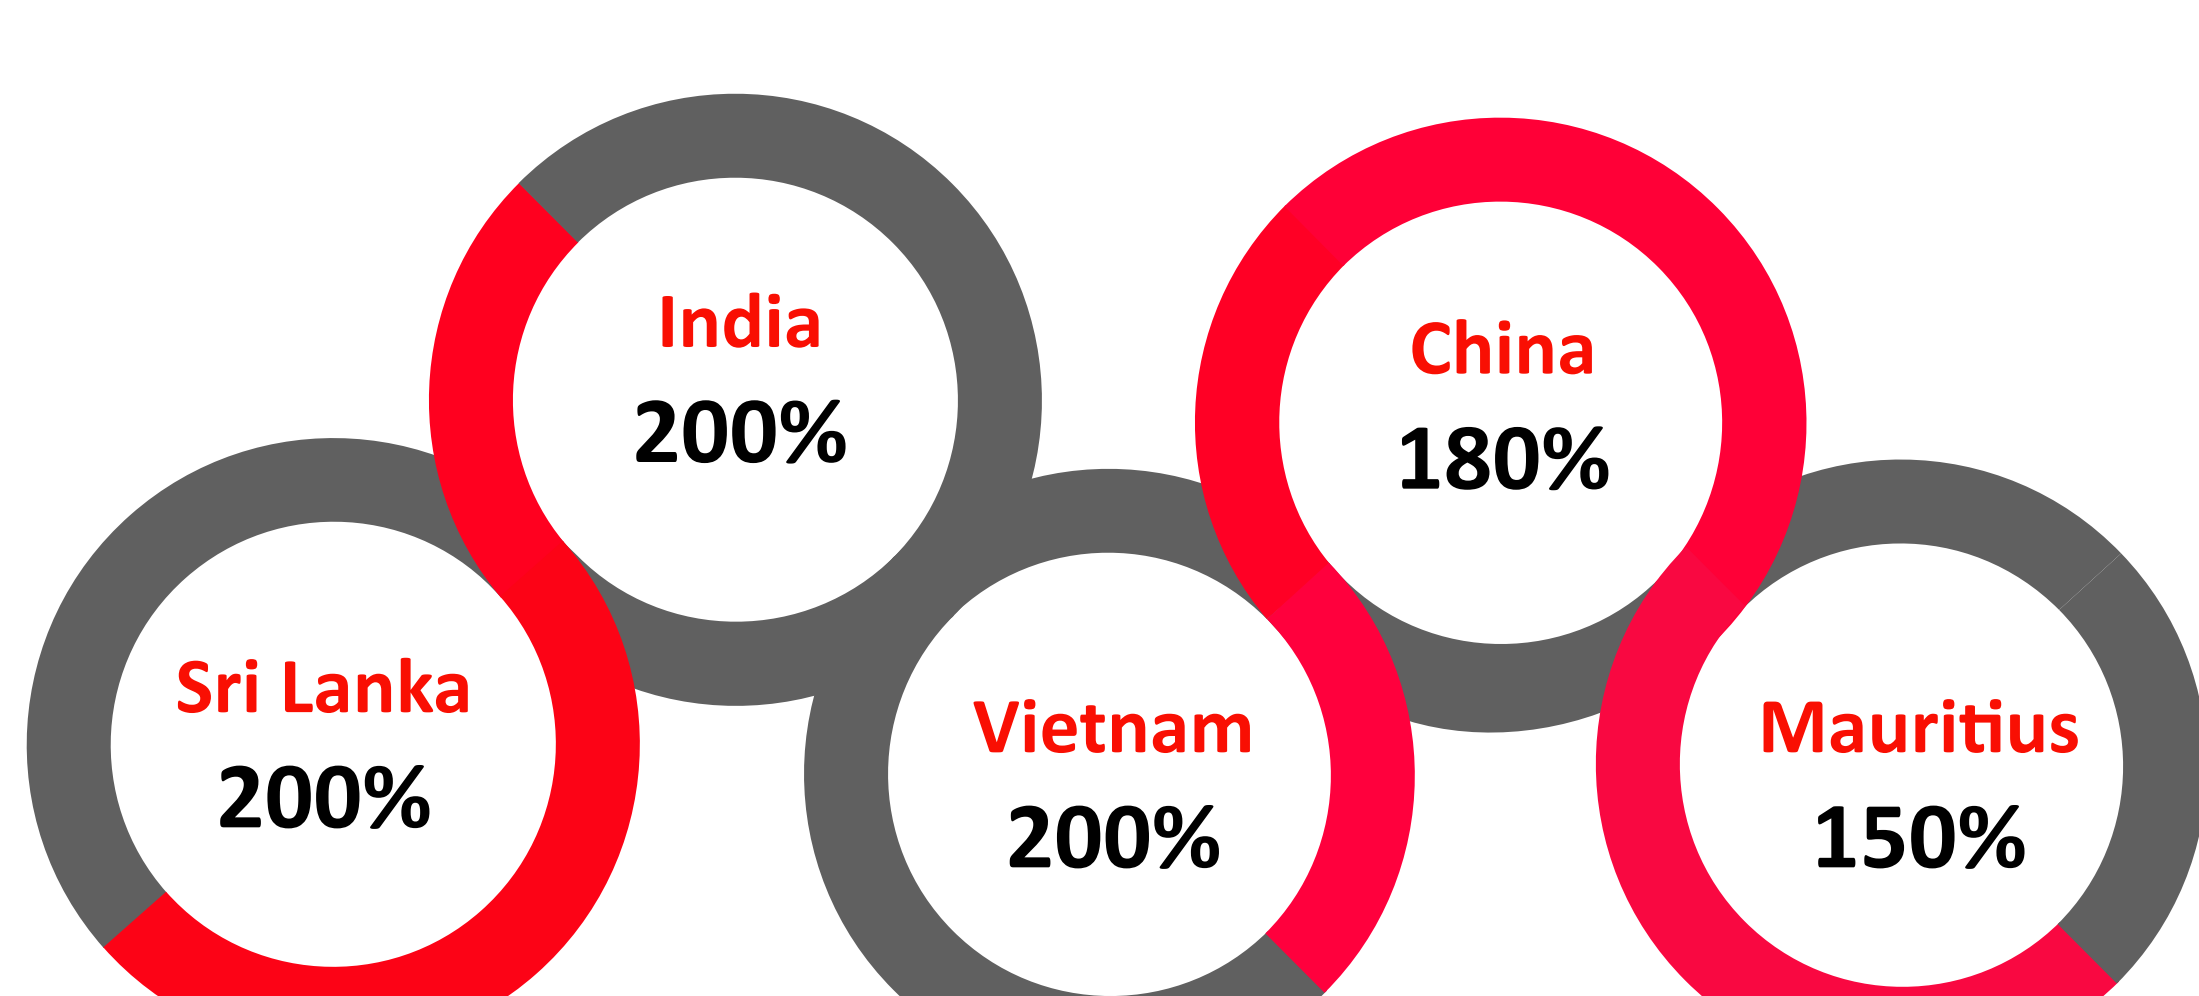 India
200%
China
180%
Sri Lanka
200%
Vietnam
200%
Mauritius
150%